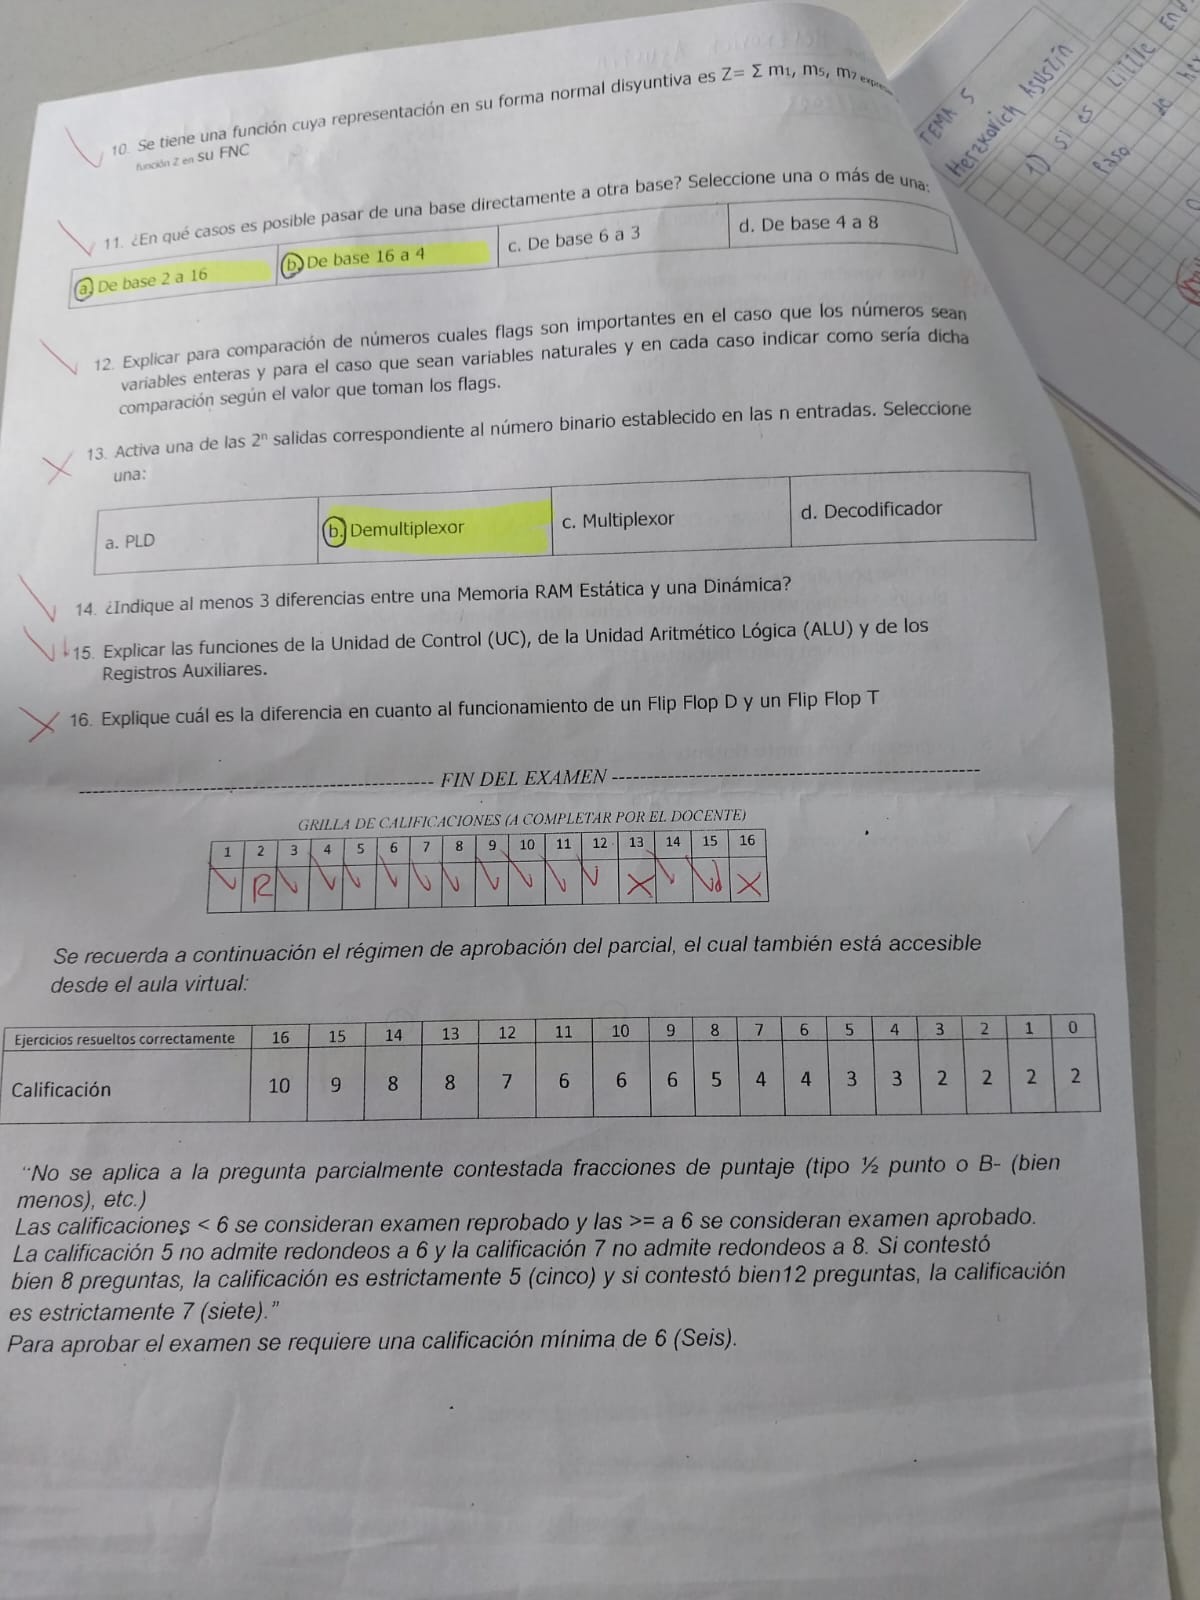 10. Se tiene una función cuya representación en su forma normal disyuntiva es Z= Σ m1, m5, m7
función Z en su FNC
11. ¿En qué casos es posible pasar de una base directamente a otra base? Seleccione una o más de una:
a. De base 2 a 16
b. De base 16 a 4
c. De base 6 a 3
d. De base 4 a 8
12. Explicar para comparación de números cuales flags son importantes en el caso que los números sean
variables enteras y para el caso que sean variables naturales y en cada caso indicar como sería dicha
comparación según el valor que toman los flags.
13. Activa una de las 2ⁿ salidas correspondiente al número binario establecido en las n entradas. Seleccione
una:
a. PLD
b. Demultiplexor
c. Multiplexor
d. Decodificador
14. ¿Indique al menos 3 diferencias entre una Memoria RAM Estática y una Dinámica?
15. Explicar las funciones de la Unidad de Control (UC), de la Unidad Aritmético Lógica (ALU) y de los
Registros Auxiliares.
16. Explique cuál es la diferencia en cuanto al funcionamiento de un Flip Flop D y un Flip Flop T
FIN DEL EXAMEN
GRILLA DE CALIFICACIONES (A COMPLETAR POR EL DOCENTE)
1 2 3 4 5 6 7 8 9 10 11 12 13 14 15 16
R
Se recuerda a continuación el régimen de aprobación del parcial, el cual también está accesible
desde el aula virtual:
Ejercicios resueltos correctamente 16 15 14 13 12 11 10 9 8 7 6 5 4 3 2 1 0
Calificación 10 9 8 8 7 6 6 6 5 4 4 3 3 2 2 2 2
“No se aplica a la pregunta parcialmente contestada fracciones de puntaje (tipo ½ punto o B- (bien
menos), etc.)
Las calificaciones < 6 se consideran examen reprobado y las >= a 6 se consideran examen aprobado.
La calificación 5 no admite redondeos a 6 y la calificación 7 no admite redondeos a 8. Si contestó
bien 8 preguntas, la calificación es estrictamente 5 (cinco) y si contestó bien12 preguntas, la calificación
es estrictamente 7 (siete).”
Para aprobar el examen se requiere una calificación mínima de 6 (Seis).
TEMA 5
Herzkovich Agustín
1) Si es Little
Paso de